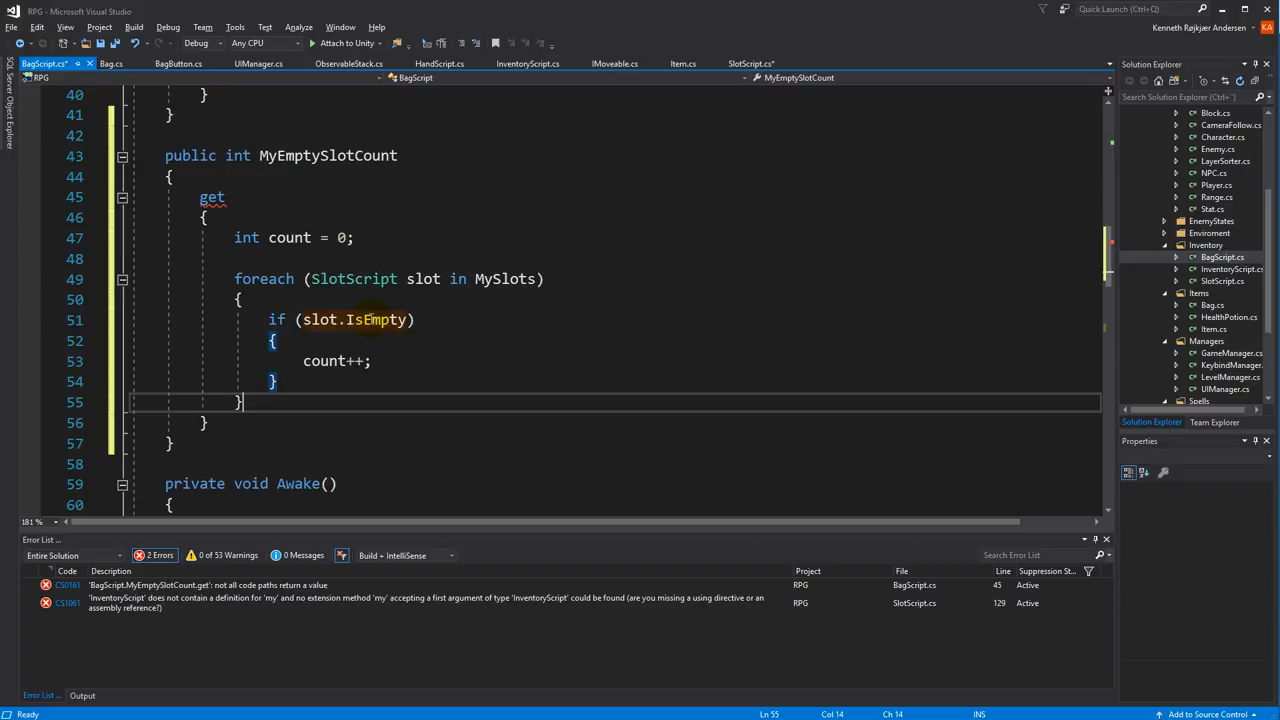 RPG - Microsoft Visual Studio
Quick Launch (Ctrl+Q)
File Edit View Project Build Debug Team Tools Test Analyze Window Help
Kenneth Røjkjær Andersen KA
Debug Any CPU Attach to Unity
BagScript.cs* Bag.cs BagButton.cs UIManager.cs ObservableStack.cs HandScript.cs InventoryScript.cs IMoveable.cs Item.cs SlotScript.cs*
RPG BagScript MyEmptySlotCount
SQL Server Object Explorer
40 }
41 }
42
43 public int MyEmptySlotCount
44 {
45 get
46 {
47 int count = 0;
48
49 foreach (SlotScript slot in MySlots)
50 {
51 if (slot.IsEmpty)
52 {
53 count++;
54 }
55 }
56 }
57 }
58
59 private void Awake()
60 {
181 %
Solution Explorer
Search Solution Explorer (Ctrl+')
Block.cs
CameraFollow.cs
Character.cs
Enemy.cs
LayerSorter.cs
NPC.cs
Player.cs
Range.cs
Stat.cs
EnemyStates
Enviroment
Inventory
BagScript.cs
InventoryScript.cs
SlotScript.cs
Items
Bag.cs
HealthPotion.cs
Item.cs
Managers
GameManager.cs
KeybindManager.cs
LevelManager.cs
UIManager.cs
Spells
Solution Explorer Team Explorer
Properties
Error List ...
Entire Solution 2 Errors 0 of 53 Warnings 0 Messages Build + IntelliSense Search Error List
Code Description Project File Line Suppression St...
CS0161 'BagScript.MyEmptySlotCount.get': not all code paths return a value RPG BagScript.cs 45 Active
CS1061 'InventoryScript' does not contain a definition for 'my' and no extension method 'my' accepting a first argument of type 'InventoryScript' could be found (are you missing a using directive or an RPG SlotScript.cs 129 Active
assembly reference?)
Error List ... Output
Ready Ln 55 Col 14 Ch 14 INS Add to Source Control